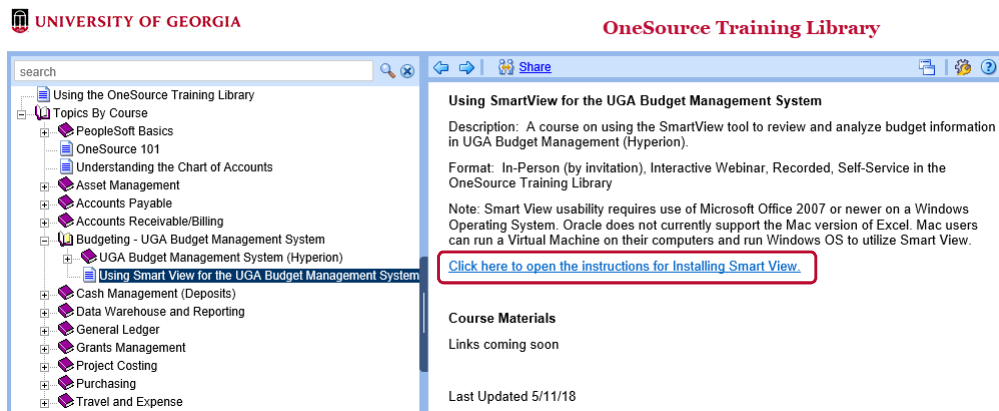 UNIVERSITY OF GEORGIA
OneSource Training Library
search
Share
Using the OneSource Training Library
Topics By Course
PeopleSoft Basics
OneSource 101
Understanding the Chart of Accounts
Asset Management
Accounts Payable
Accounts Receivable/Billing
Budgeting - UGA Budget Management System
UGA Budget Management System (Hyperion)
Using Smart View for the UGA Budget Management System
Cash Management (Deposits)
Data Warehouse and Reporting
General Ledger
Grants Management
Project Costing
Purchasing
Travel and Expense
Using SmartView for the UGA Budget Management System
Description: A course on using the SmartView tool to review and analyze budget information
in UGA Budget Management (Hyperion).
Format: In-Person (by invitation), Interactive Webinar, Recorded, Self-Service in the
OneSource Training Library
Note: Smart View usability requires use of Microsoft Office 2007 or newer on a Windows
Operating System. Oracle does not currently support the Mac version of Excel. Mac users
can run a Virtual Machine on their computers and run Windows OS to utilize Smart View.
Click here to open the instructions for Installing Smart View.
Course Materials
Links coming soon
Last Updated 5/11/18